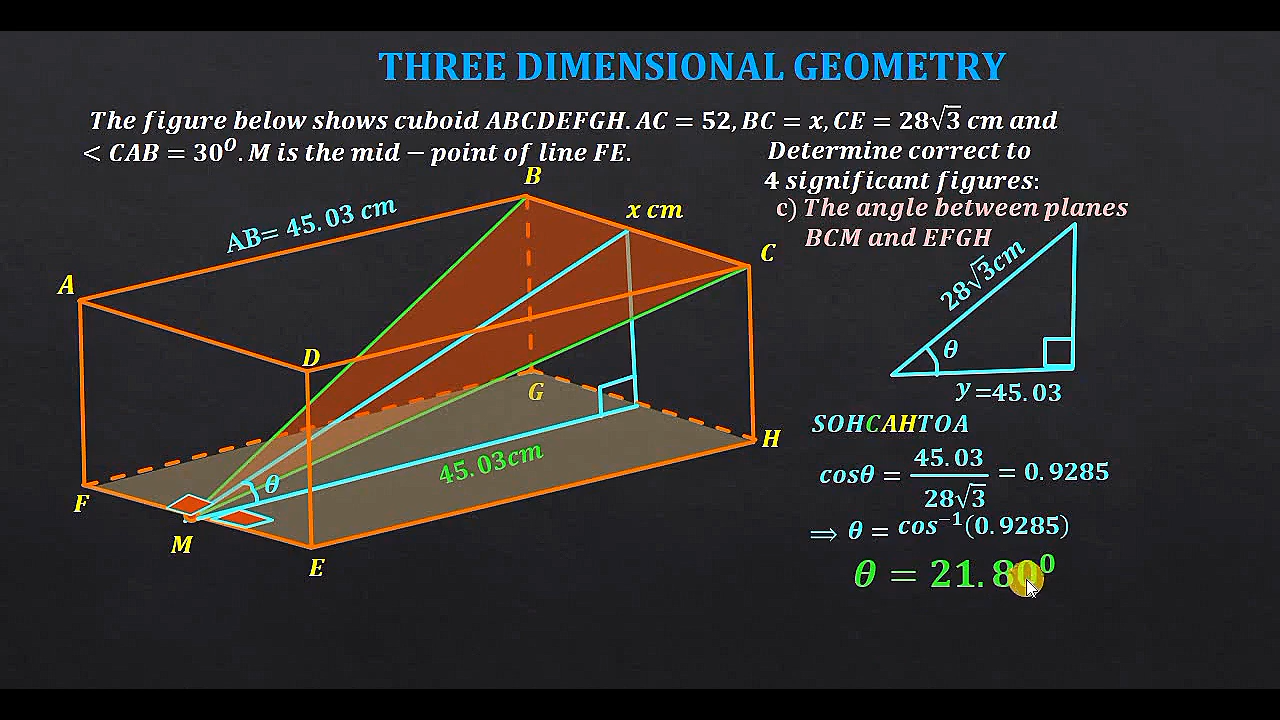 THREE DIMENSIONAL GEOMETRY
The figure below shows cuboid ABCDEFGH. AC = 52, BC = x, CE = 28√3 cm and
< CAB = 30⁰. M is the mid − point of line FE.
Determine correct to
4 significant figures:
c) The angle between planes
BCM and EFGH
B
AB= 45.03 cm
x cm
C
A
D
G
H
45.03cm
θ
F
M
E
28√3cm
θ
y =45.03
SOHCAHTOA
cosθ = 45.03 / 28√3 = 0.9285
⟹ θ = cos⁻¹(0.9285)
θ = 21.80⁰